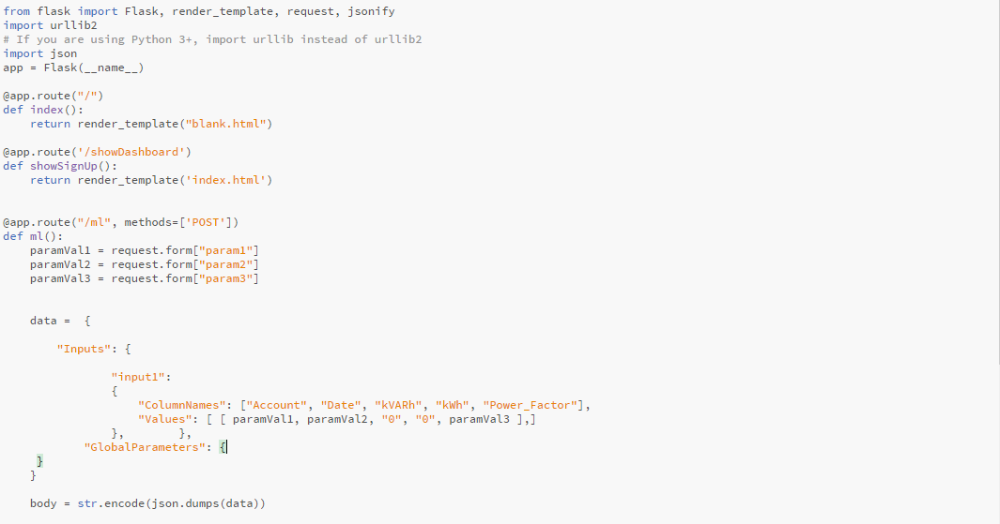 from flask import Flask, render_template, request, jsonify
import urllib2
# If you are using Python 3+, import urllib instead of urllib2
import json
app = Flask(__name__)
@app.route("/")
def index():
    return render_template("blank.html")
@app.route('/showDashboard')
def showSignUp():
    return render_template('index.html')
@app.route("/ml", methods=['POST'])
def ml():
    paramVal1 = request.form["param1"]
    paramVal2 = request.form["param2"]
    paramVal3 = request.form["param3"]
    data =  {
        "Inputs": {
                "input1":
                {
                    "ColumnNames": ["Account", "Date", "kVARh", "kWh", "Power_Factor"],
                    "Values": [ [ paramVal1, paramVal2, "0", "0", paramVal3 ],]
                },        },
            "GlobalParameters": {
     }
    }
    body = str.encode(json.dumps(data))